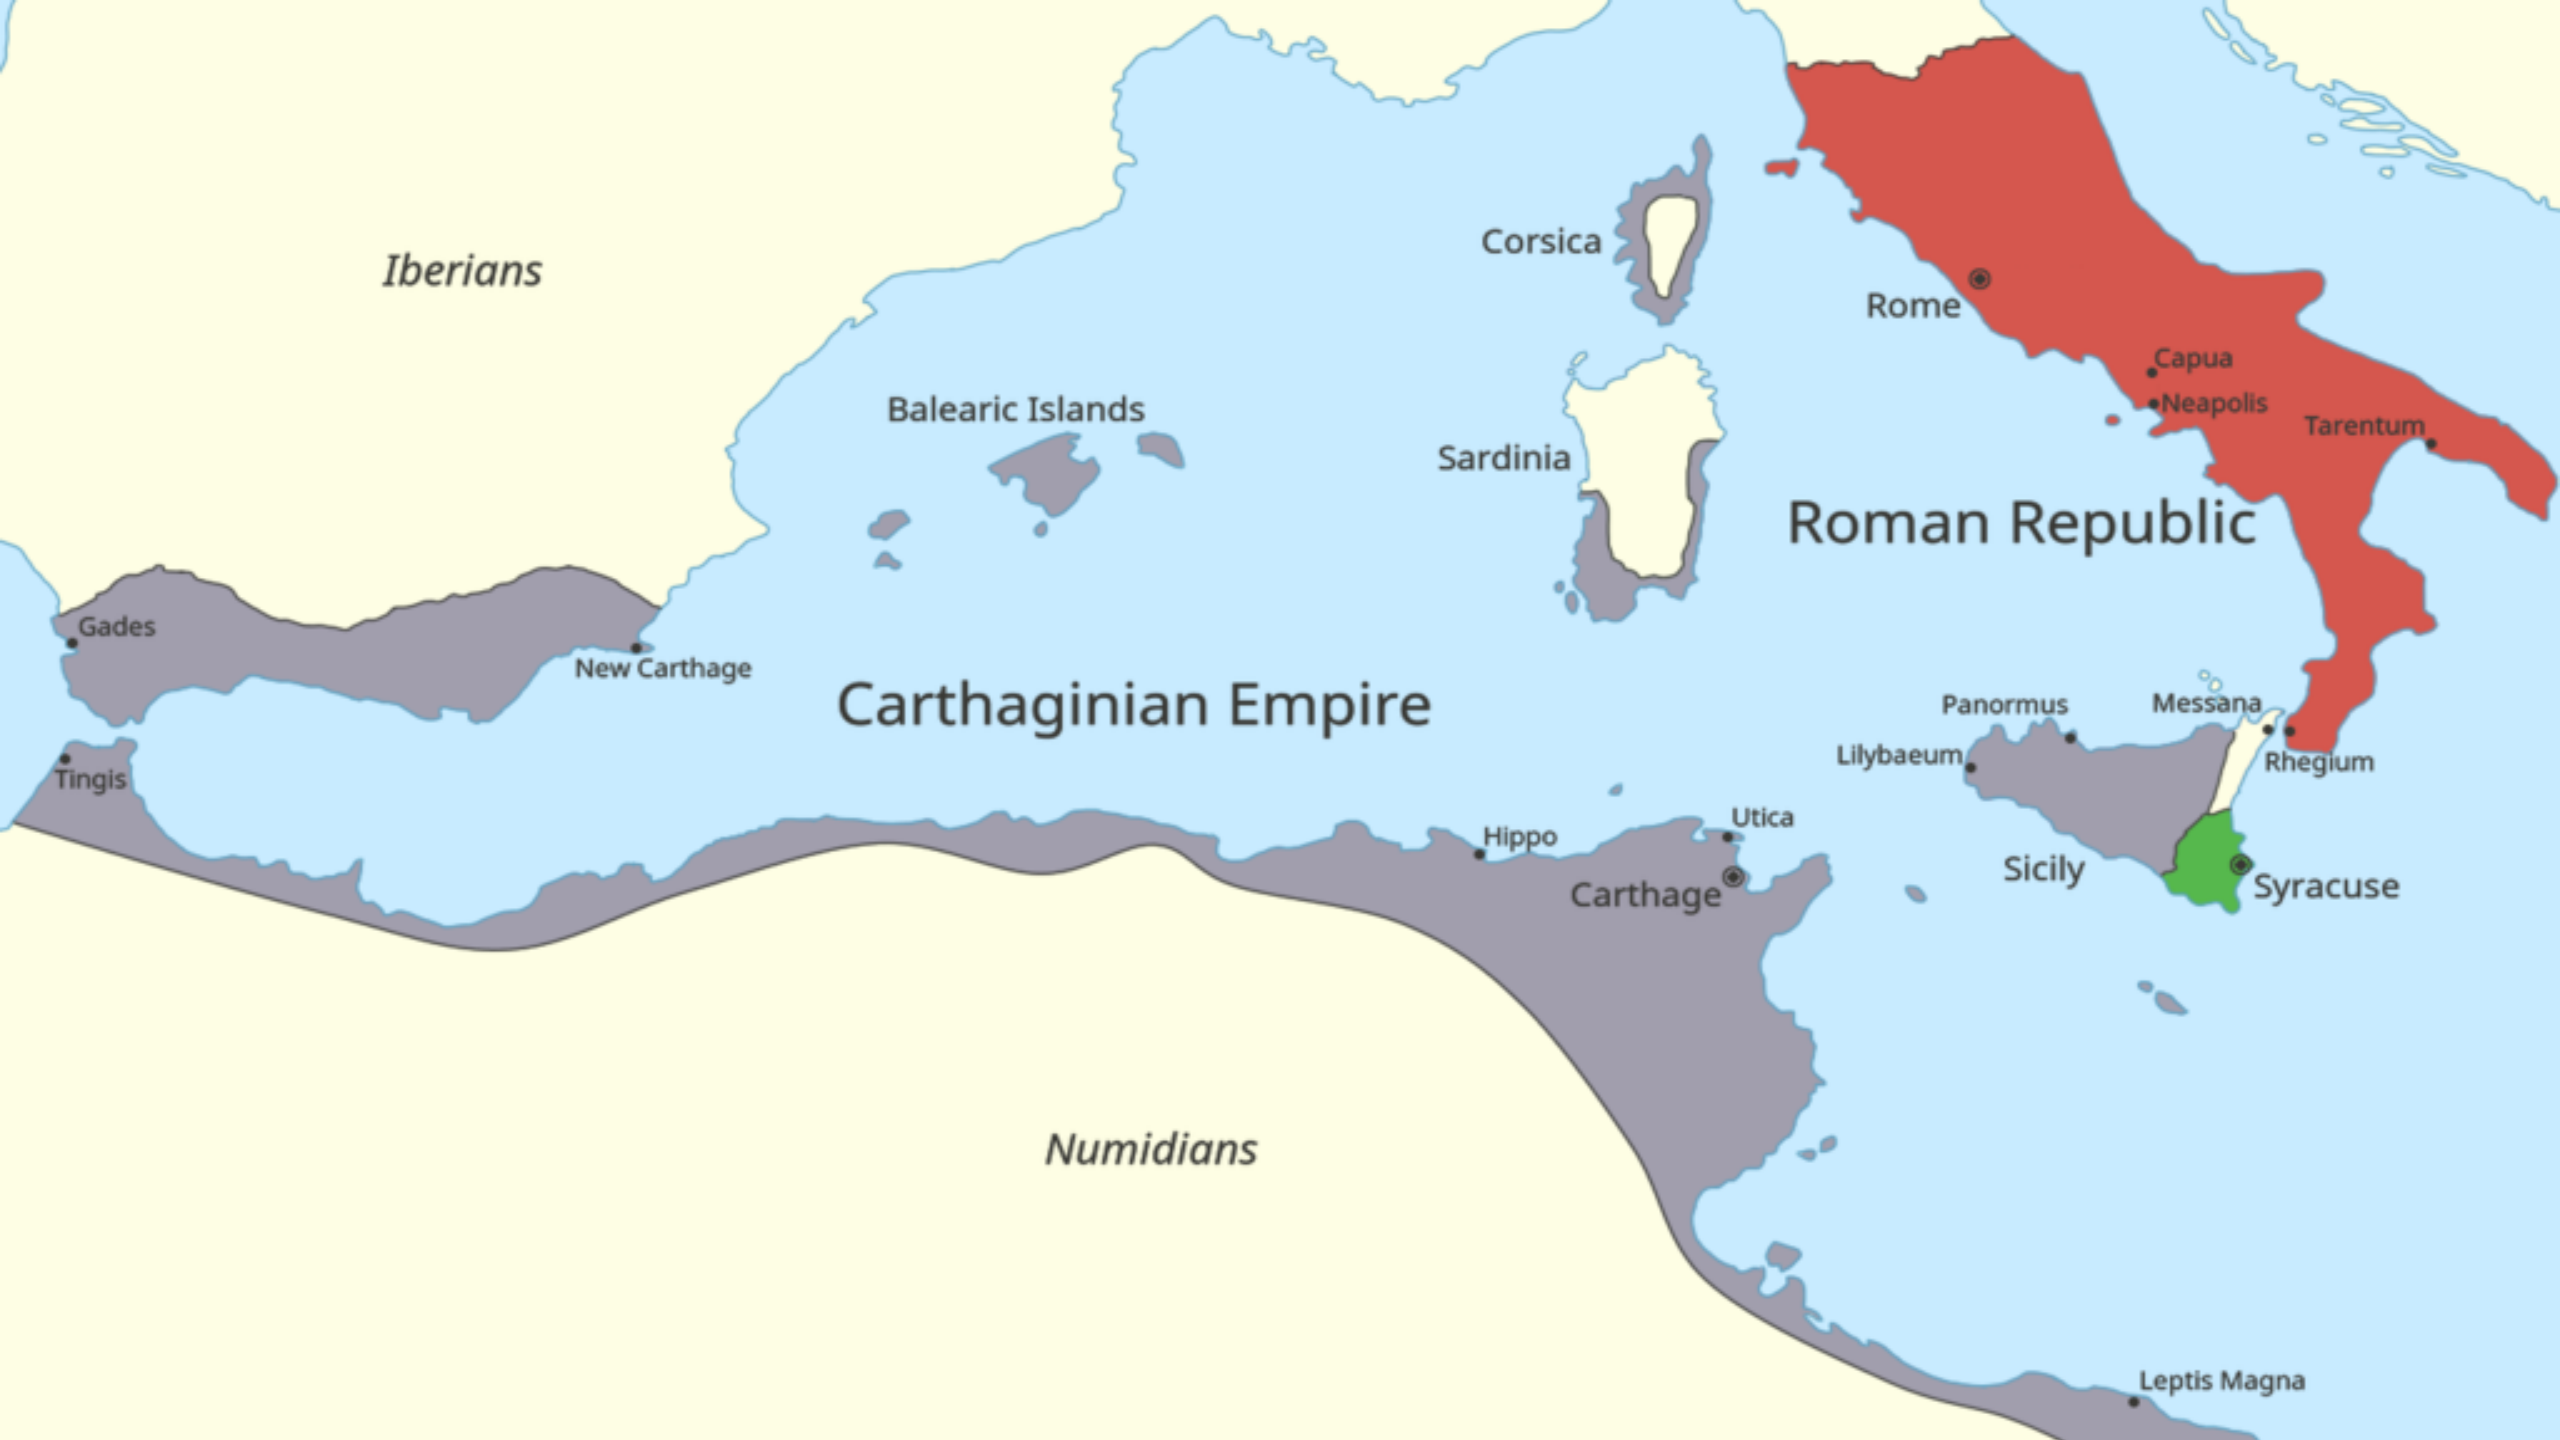 Iberians
Corsica
Rome
Capua
Neapolis
Balearic Islands
Tarentum
Sardinia
Roman Republic
Gades
New Carthage
Carthaginian Empire
Panormus
Messana
Lilybaeum
Rhegium
Tingis
Utica
Hippo
Sicily
Carthage
Syracuse
Numidians
Leptis Magna